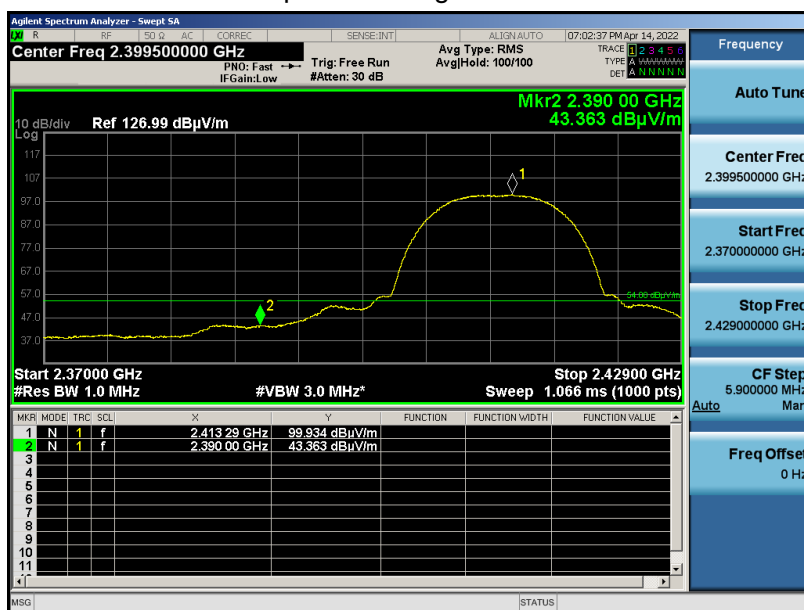 Agilent Spectrum Analyzer - Swept SA
LXI R RF 50 Ω AC CORREC SENSE:INT ALIGN AUTO 07:02:37 PM Apr 14, 2022
Center Freq 2.399500000 GHz
PNO: Fast
IFGain:Low
Trig: Free Run
#Atten: 30 dB
Avg Type: RMS
Avg|Hold: 100/100
TRACE 1 2 3 4 5 6
TYPE A WWWWW
DET A N N N N N
Mkr2 2.390 00 GHz
43.363 dBµV/m
10 dB/div Ref 126.99 dBµV/m
Log
117
107
97.0
87.0
77.0
67.0
57.0
47.0
37.0
1
2
54.00 dBµV/m
Start 2.37000 GHz Stop 2.42900 GHz
#Res BW 1.0 MHz #VBW 3.0 MHz* Sweep 1.066 ms (1000 pts)
MKR MODE TRC SCL X Y FUNCTION FUNCTION WIDTH FUNCTION VALUE
1 N 1 f 2.413 29 GHz 99.934 dBµV/m
2 N 1 f 2.390 00 GHz 43.363 dBµV/m
3
4
5
6
7
8
9
10
11
MSG STATUS
Frequency
Auto Tune
Center Freq
2.399500000 GHz
Start Freq
2.370000000 GHz
Stop Freq
2.429000000 GHz
CF Step
5.900000 MHz
Auto Man
Freq Offset
0 Hz